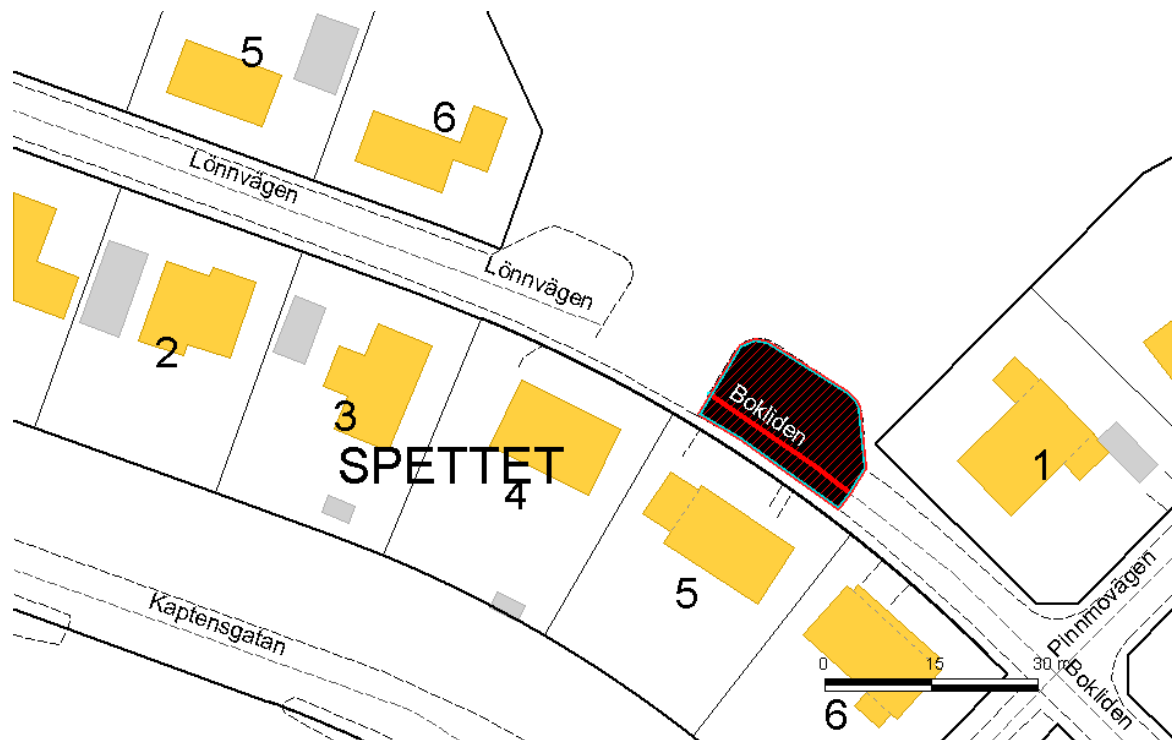 5
6
Lönnvägen
Lönnvägen
2
3
SPETTET
4
Bokliden
1
5
Kaptensgatan
Pinnmovägen
Bokliden
0 15 30 m
6